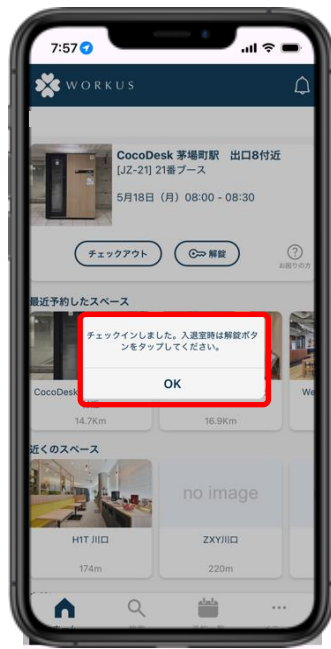 7:57
WORKUS
CocoDesk 茅場町駅 出口8付近
[JZ-21] 21番ブース
5月18日（月）08:00 - 08:30
チェックアウト
解錠
?
お困りの方
最近予約したスペース
チェックインしました。入退室時は解錠ボタ
ンをタップしてください。
OK
CocoDesk
We
14.7Km
16.9Km
近くのスペース
no image
H1T 川口
ZXY川口
174m
220m